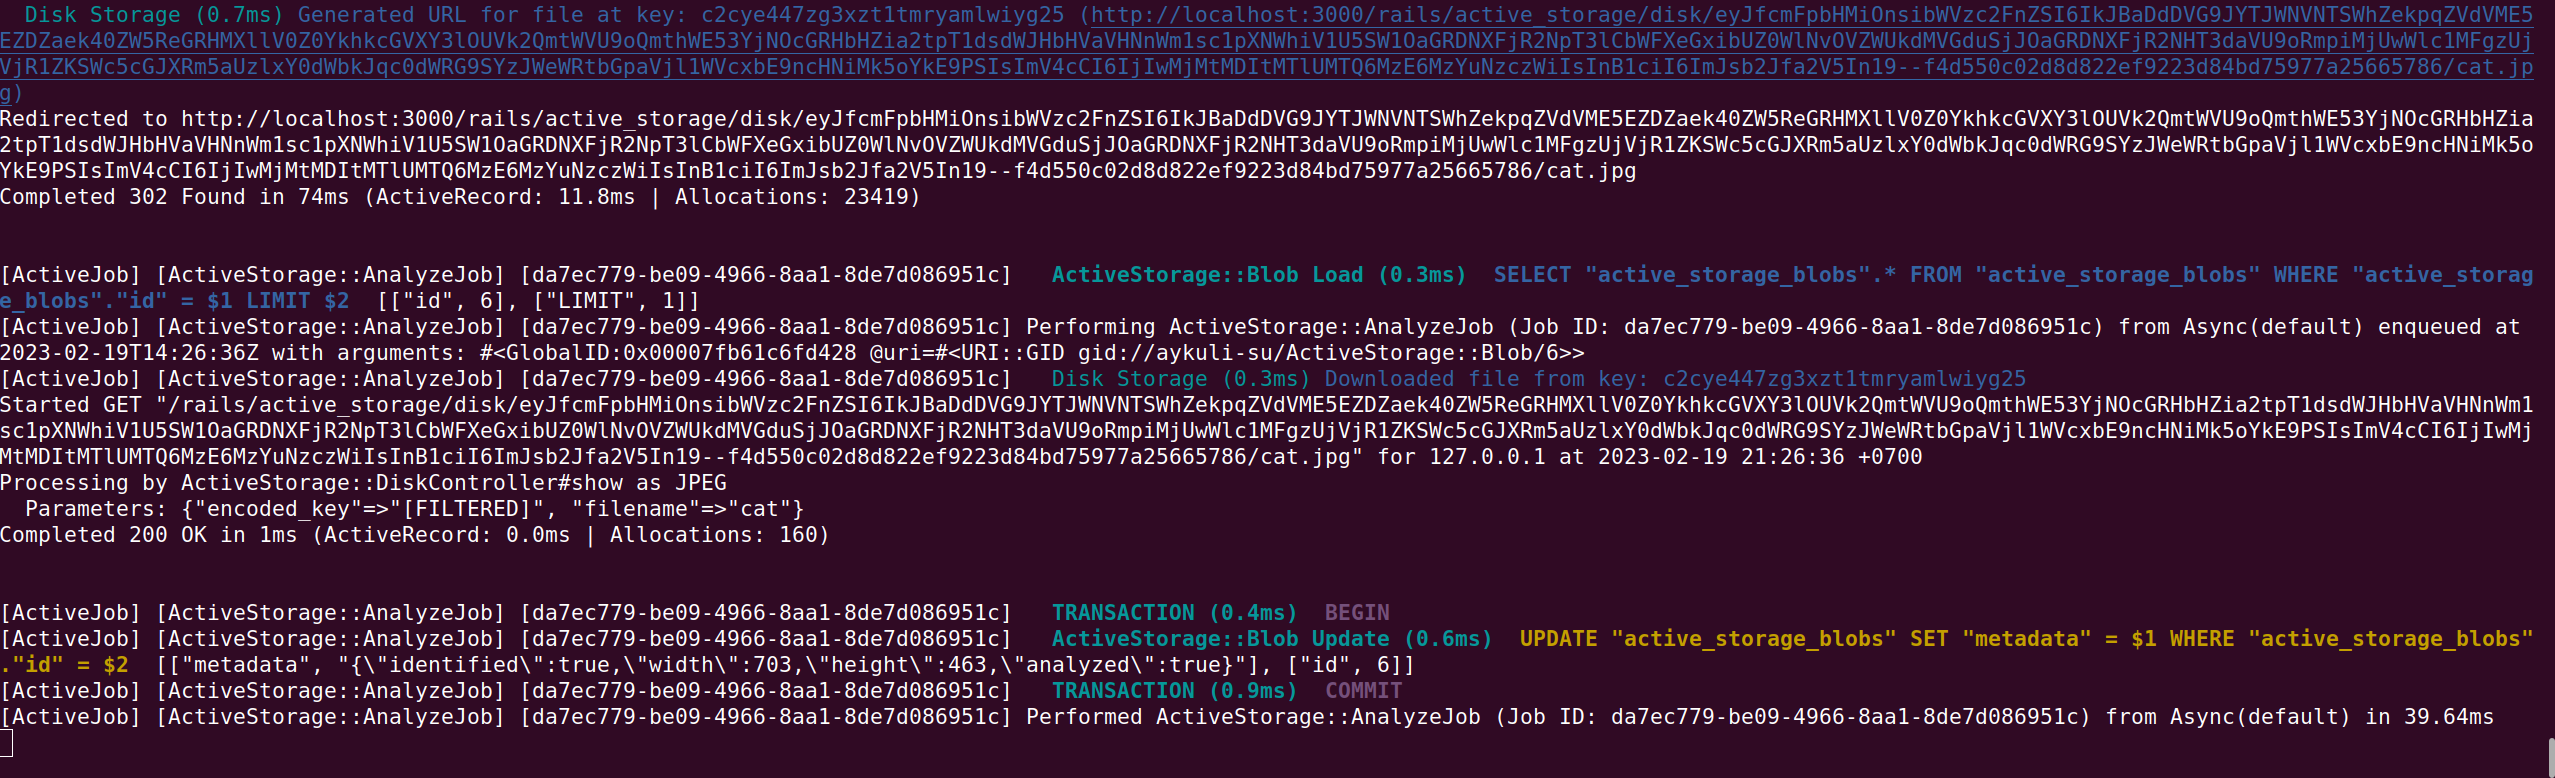 Disk Storage (0.7ms) Generated URL for file at key: c2cye447zg3xzt1tmryamlwiyg25 (http://localhost:3000/rails/active_storage/disk/eyJfcmFpbHMiOnsibWVzc2FnZSI6IkJBaDdDVG9JYTJWNVNTSWhZekpqZVdVME5
EZDZaek40ZW5ReGRHMXllV0Z0YkhkcGVXY3lOUVk2QmtWVU9oQmthWE53YjNOcGRHbHZia2tpT1dsdWJHbHVaVHNnWm1sc1pXNWhiV1U5SW1OaGRDNXFjR2NpT3lCbWFXeGxibUZ0WlNvOVZWUkdMVGduSjJOaGRDNXFjR2NHT3daVU9oRmpiMjUwWlc1MFgzUj
VjR1ZKSWc5cGJXRm5aUzlxY0dWbkJqc0dWRG9SYzJWeWRtbGpaVjl1WVcxbE9ncHNiMk5oYkE9PSIsImV4cCI6IjIwMjMtMDItMTlUMTQ6MzE6MzYuNzczWiIsInB1ciI6ImJsb2Jfa2V5In19--f4d550c02d8d822ef9223d84bd75977a25665786/cat.jp
g)
Redirected to http://localhost:3000/rails/active_storage/disk/eyJfcmFpbHMiOnsibWVzc2FnZSI6IkJBaDdDVG9JYTJWNVNTSWhZekpqZVdVME5EZDZaek40ZW5ReGRHMXllV0Z0YkhkcGVXY3lOUVk2QmtWVU9oQmthWE53YjNOcGRHbHZia
2tpT1dsdWJHbHVaVHNnWm1sc1pXNWhiV1U5SW1OaGRDNXFjR2NpT3lCbWFXeGxibUZ0WlNvOVZWUkdMVGduSjJOaGRDNXFjR2NHT3daVU9oRmpiMjUwWlc1MFgzUjVjR1ZKSWc5cGJXRm5aUzlxY0dWbkJqc0dWRG9SYzJWeWRtbGpaVjl1WVcxbE9ncHNiMk5o
YkE9PSIsImV4cCI6IjIwMjMtMDItMTlUMTQ6MzE6MzYuNzczWiIsInB1ciI6ImJsb2Jfa2V5In19--f4d550c02d8d822ef9223d84bd75977a25665786/cat.jpg
Completed 302 Found in 74ms (ActiveRecord: 11.8ms | Allocations: 23419)
[ActiveJob] [ActiveStorage::AnalyzeJob] [da7ec779-be09-4966-8aa1-8de7d086951c]   ActiveStorage::Blob Load (0.3ms)  SELECT "active_storage_blobs".* FROM "active_storage_blobs" WHERE "active_storag
e_blobs"."id" = $1 LIMIT $2  [["id", 6], ["LIMIT", 1]]
[ActiveJob] [ActiveStorage::AnalyzeJob] [da7ec779-be09-4966-8aa1-8de7d086951c] Performing ActiveStorage::AnalyzeJob (Job ID: da7ec779-be09-4966-8aa1-8de7d086951c) from Async(default) enqueued at
2023-02-19T14:26:36Z with arguments: #<GlobalID:0x00007fb61c6fd428 @uri=#<URI::GID gid://aykuli-su/ActiveStorage::Blob/6>>
[ActiveJob] [ActiveStorage::AnalyzeJob] [da7ec779-be09-4966-8aa1-8de7d086951c]   Disk Storage (0.3ms) Downloaded file from key: c2cye447zg3xzt1tmryamlwiyg25
Started GET "/rails/active_storage/disk/eyJfcmFpbHMiOnsibWVzc2FnZSI6IkJBaDdDVG9JYTJWNVNTSWhZekpqZVdVME5EZDZaek40ZW5ReGRHMXllV0Z0YkhkcGVXY3lOUVk2QmtWVU9oQmthWE53YjNOcGRHbHZia2tpT1dsdWJHbHVaVHNnWm1
sc1pXNWhiV1U5SW1OaGRDNXFjR2NpT3lCbWFXeGxibUZ0WlNvOVZWUkdMVGduSjJOaGRDNXFjR2NHT3daVU9oRmpiMjUwWlc1MFgzUjVjR1ZKSWc5cGJXRm5aUzlxY0dWbkJqc0dWRG9SYzJWeWRtbGpaVjl1WVcxbE9ncHNiMk5oYkE9PSIsImV4cCI6IjIwMj
MtMDItMTlUMTQ6MzE6MzYuNzczWiIsInB1ciI6ImJsb2Jfa2V5In19--f4d550c02d8d822ef9223d84bd75977a25665786/cat.jpg" for 127.0.0.1 at 2023-02-19 21:26:36 +0700
Processing by ActiveStorage::DiskController#show as JPEG
  Parameters: {"encoded_key"=>"[FILTERED]", "filename"=>"cat"}
Completed 200 OK in 1ms (ActiveRecord: 0.0ms | Allocations: 160)
[ActiveJob] [ActiveStorage::AnalyzeJob] [da7ec779-be09-4966-8aa1-8de7d086951c]   TRANSACTION (0.4ms)  BEGIN
[ActiveJob] [ActiveStorage::AnalyzeJob] [da7ec779-be09-4966-8aa1-8de7d086951c]   ActiveStorage::Blob Update (0.6ms)  UPDATE "active_storage_blobs" SET "metadata" = $1 WHERE "active_storage_blobs"
."id" = $2  [["metadata", "{\"identified\":true,\"width\":703,\"height\":463,\"analyzed\":true}"], ["id", 6]]
[ActiveJob] [ActiveStorage::AnalyzeJob] [da7ec779-be09-4966-8aa1-8de7d086951c]   TRANSACTION (0.9ms)  COMMIT
[ActiveJob] [ActiveStorage::AnalyzeJob] [da7ec779-be09-4966-8aa1-8de7d086951c] Performed ActiveStorage::AnalyzeJob (Job ID: da7ec779-be09-4966-8aa1-8de7d086951c) from Async(default) in 39.64ms